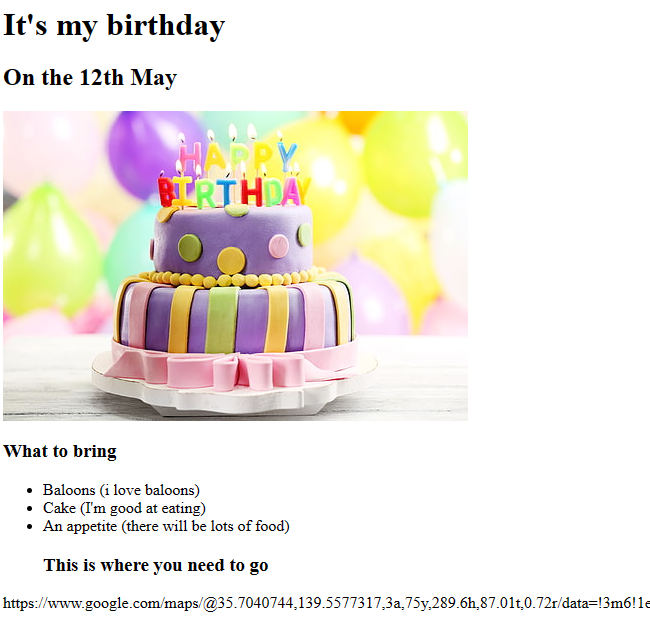 It's my birthday
On the 12th May
HAPPY
BIRTHDAY
What to bring
Baloons (i love baloons)
Cake (I'm good at eating)
An appetite (there will be lots of food)
This is where you need to go
https://www.google.com/maps/@35.7040744,139.5577317,3a,75y,289.6h,87.01t,0.72r/data=!3m6!1e